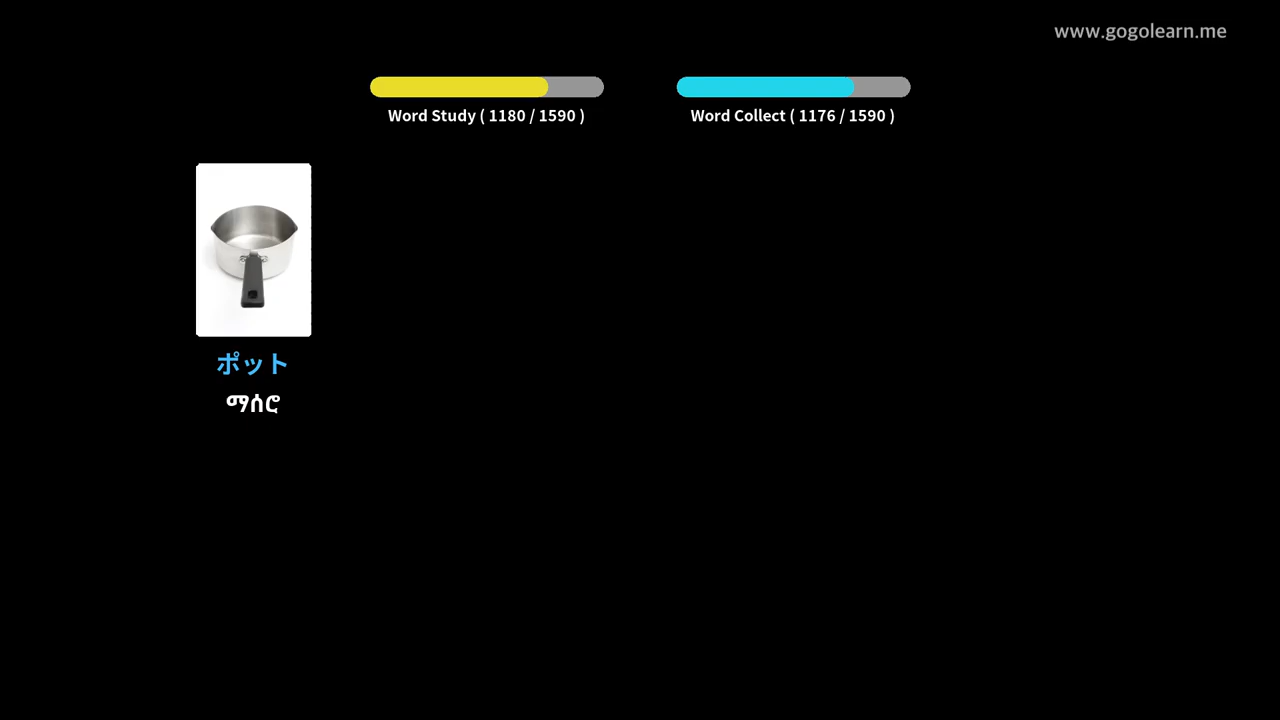 www.gogolearn.me
Word Study ( 1180 / 1590 )
Word Collect ( 1176 / 1590 )
ポット
ማሰሮ